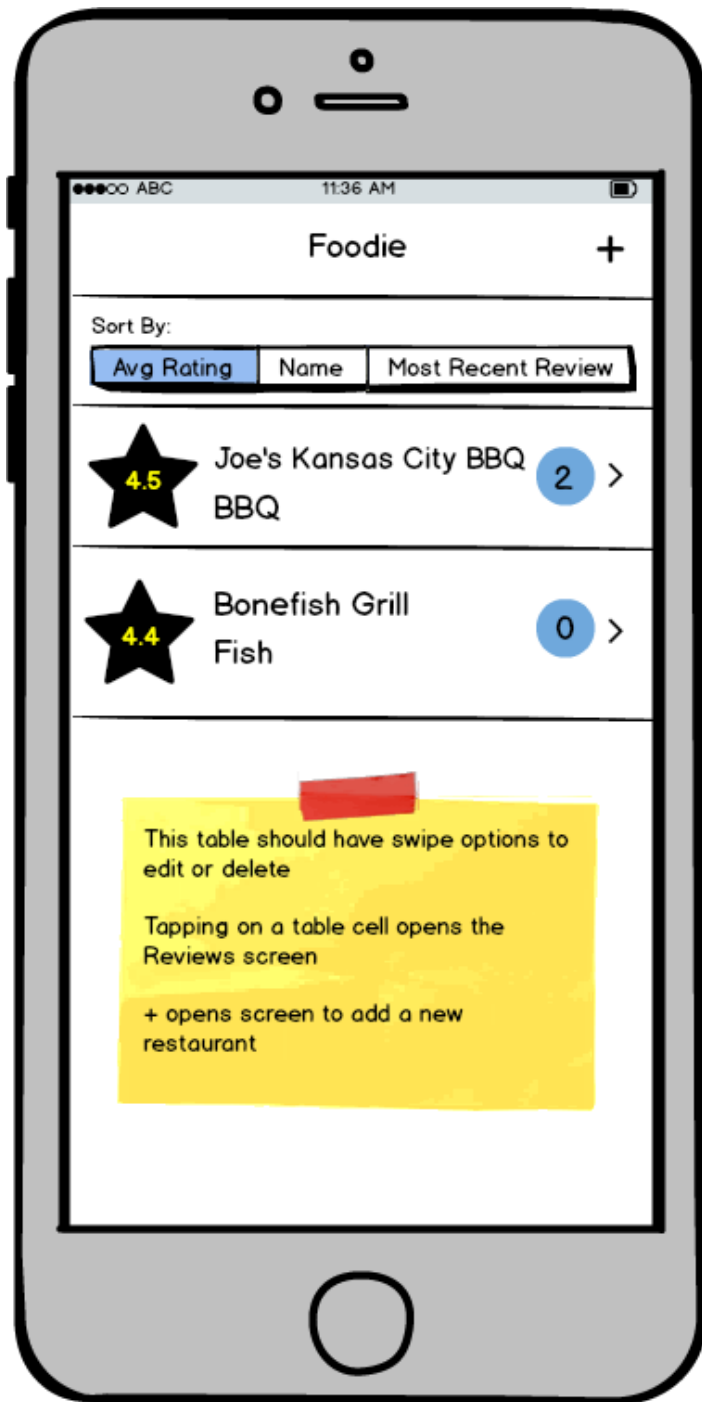 ABC 11:36 AM
Foodie +
Sort By:
Avg Rating Name Most Recent Review
4.5 Joe's Kansas City BBQ 2 >
BBQ
4.4 Bonefish Grill 0 >
Fish
This table should have swipe options to
edit or delete
Tapping on a table cell opens the
Reviews screen
+ opens screen to add a new
restaurant